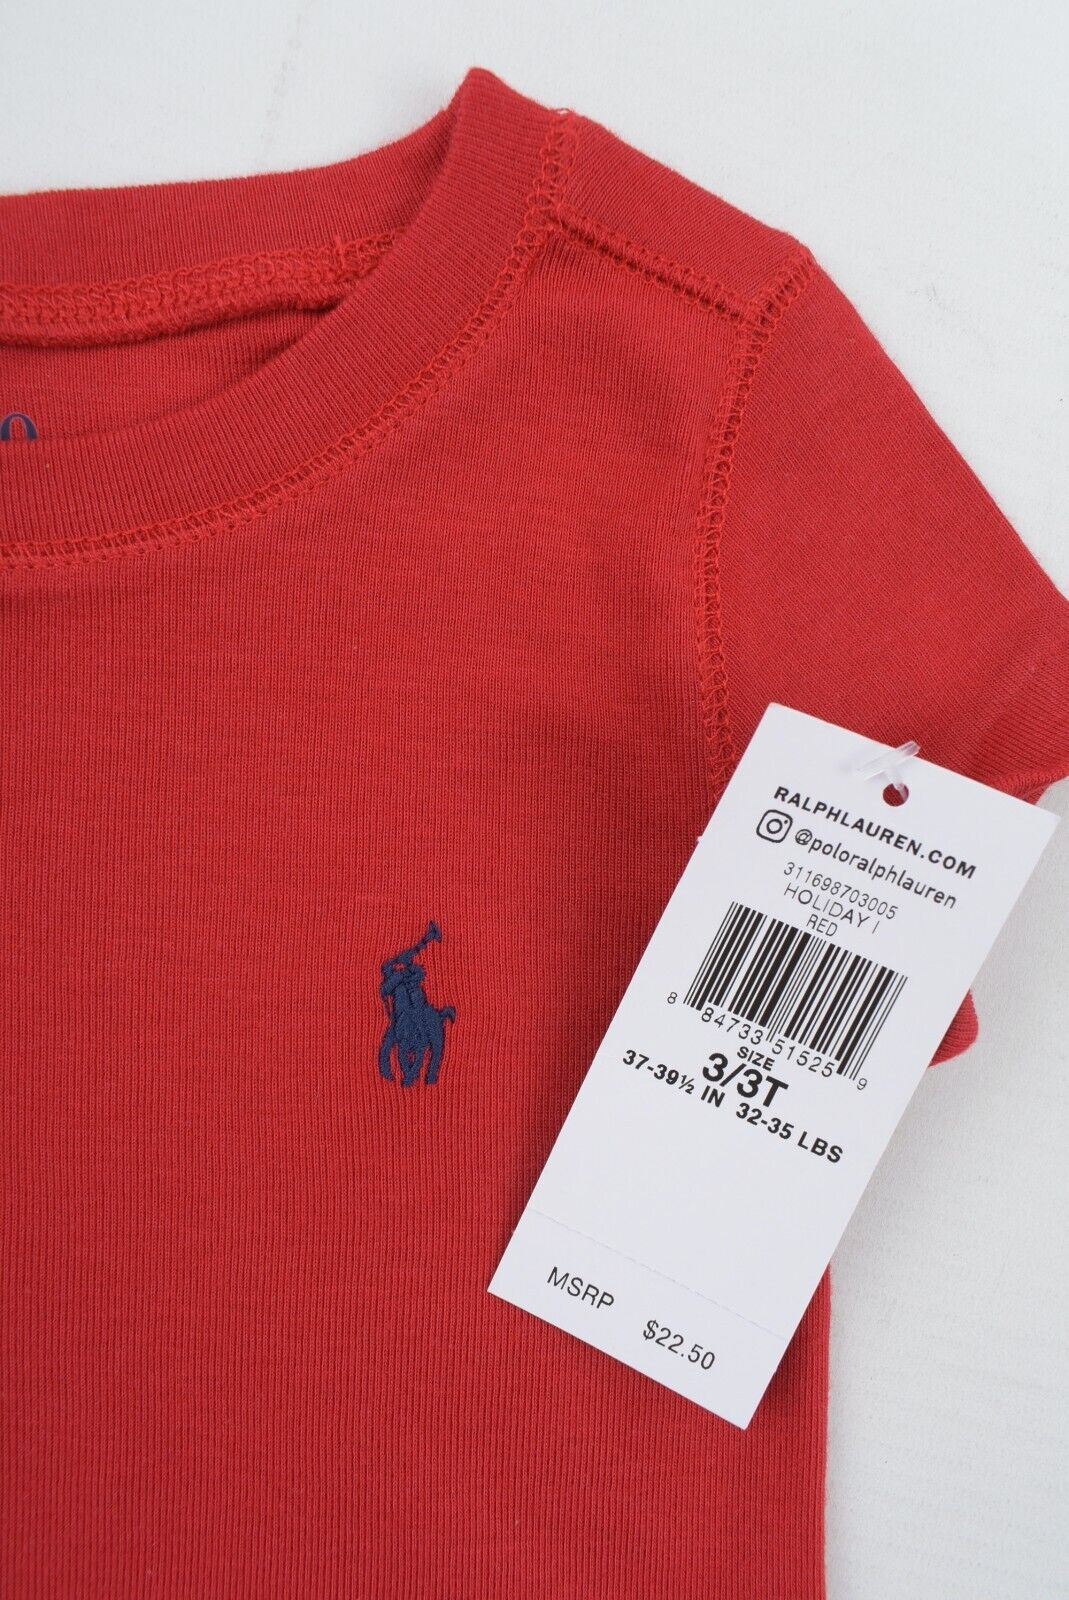 RALPHLAUREN.COM
@poloralphlauren
311698703005
HOLIDAY I
RED
8 84733 51525 9
SIZE
3/3T
37-39½ IN 32-35 LBS
MSRP $22.50